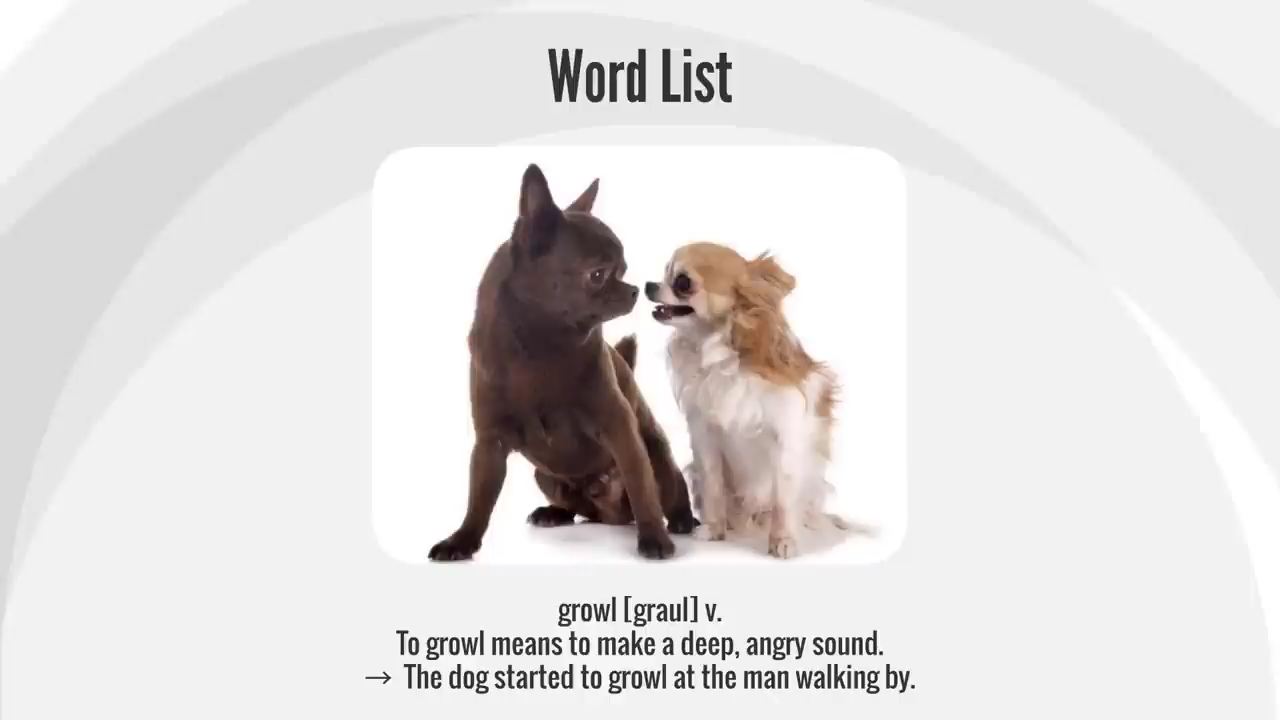 Word List
growl [graul] v.
To growl means to make a deep, angry sound.
→ The dog started to growl at the man walking by.